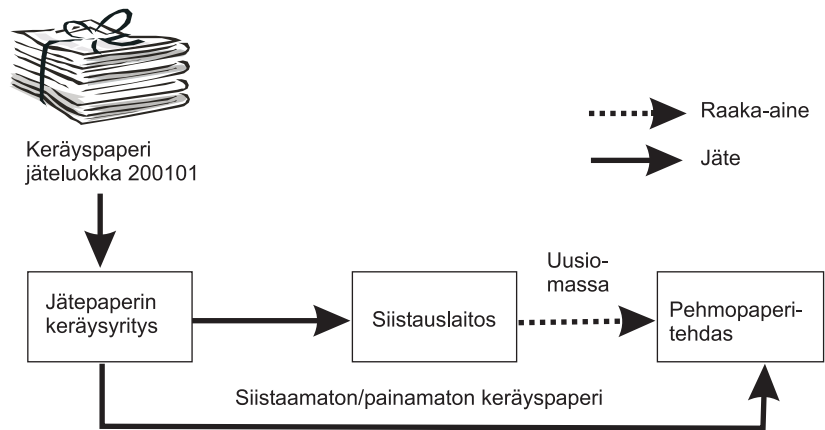 Keräyspaperi
jäteluokka 200101
Raaka-aine
Jäte
Jätepaperin
keräysyritys
Siistauslaitos
Uusio-
massa
Pehmopaperi-
tehdas
Siistaamaton/painamaton keräyspaperi